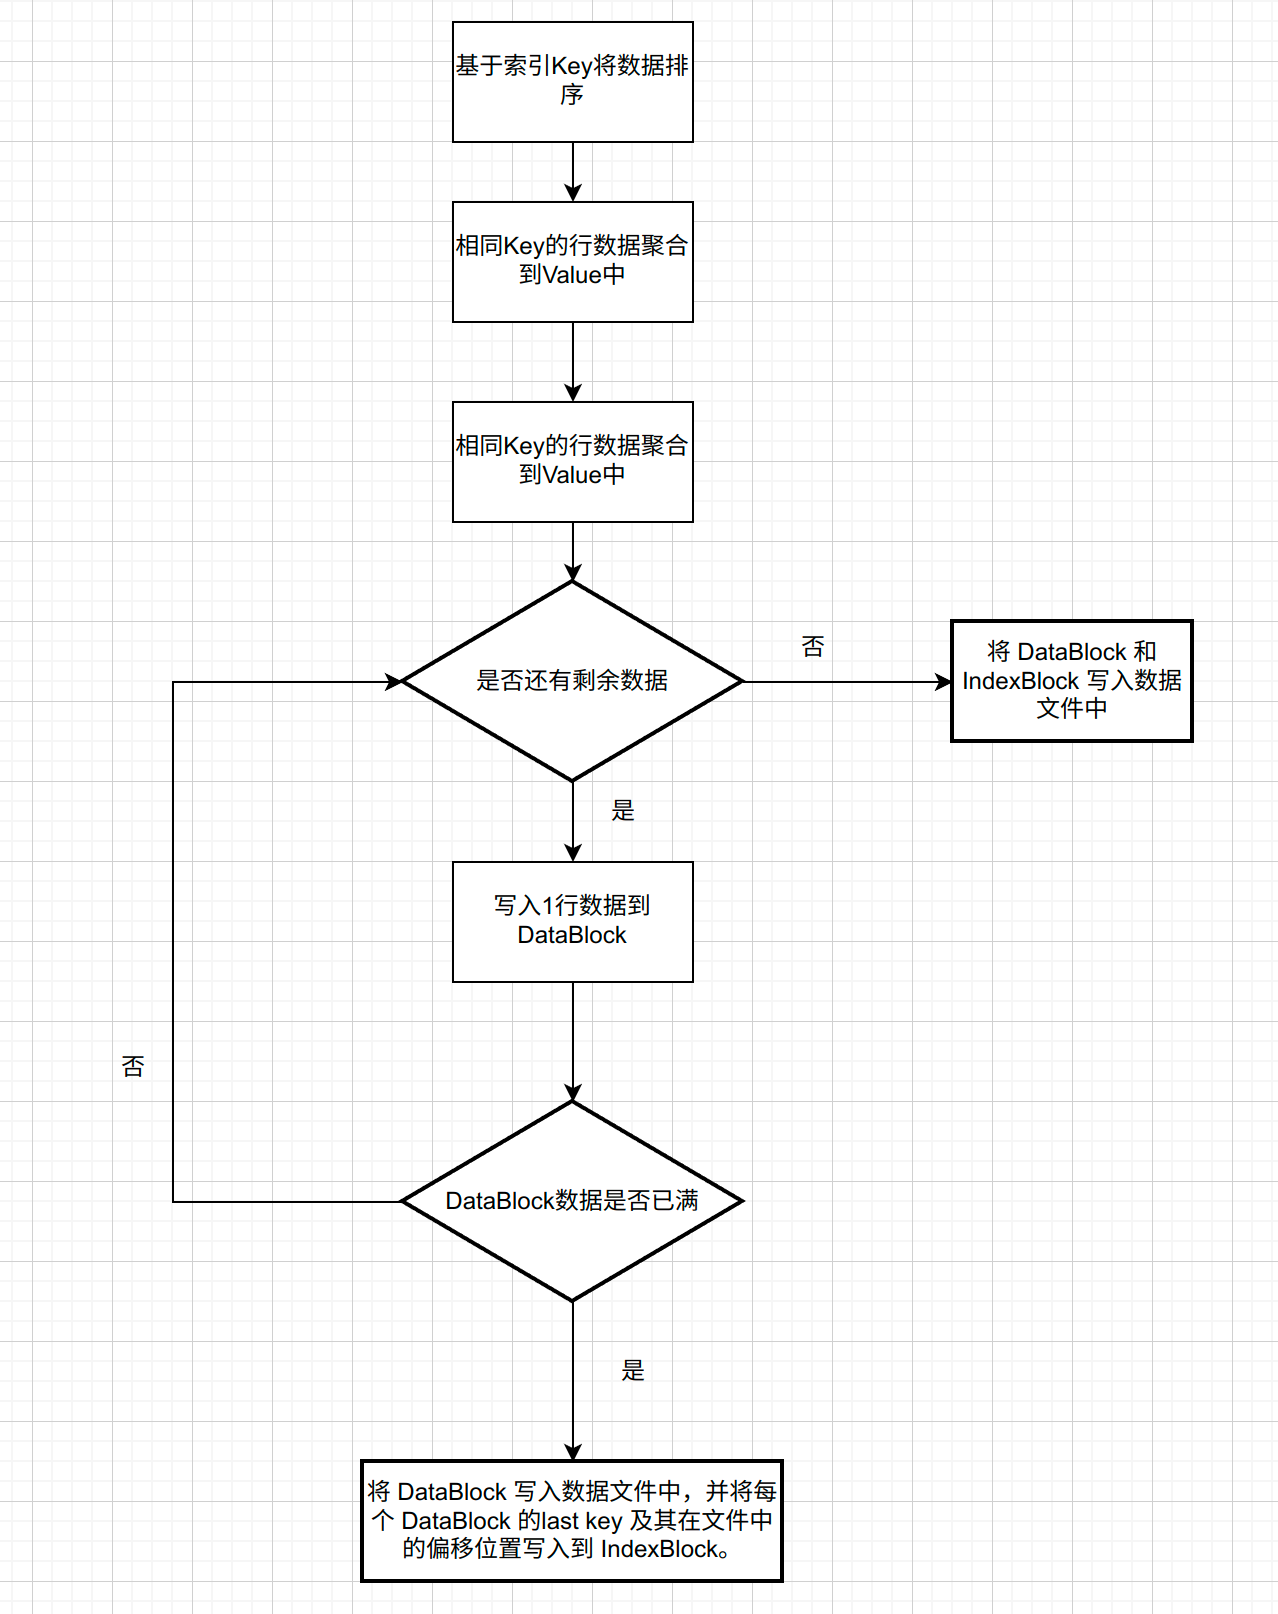 基于索引Key将数据排
序
相同Key的行数据聚合
到Value中
相同Key的行数据聚合
到Value中
是否还有剩余数据
否
将 DataBlock 和
IndexBlock 写入数据
文件中
是
写入1行数据到
DataBlock
否
DataBlock数据是否已满
是
将 DataBlock 写入数据文件中，并将每
个 DataBlock 的last key 及其在文件中
的偏移位置写入到 IndexBlock。